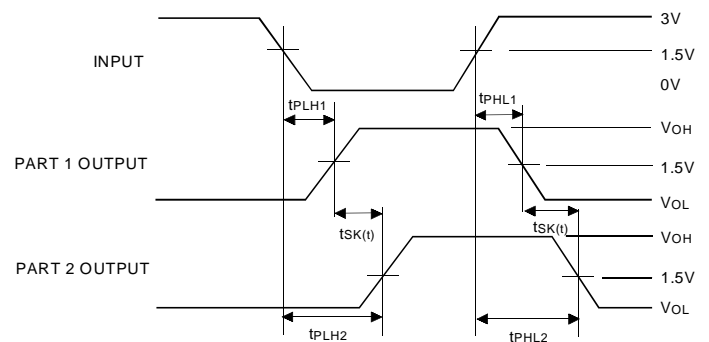 3V
INPUT
1.5V
0V
tPLH1
tPHL1
VOH
PART 1 OUTPUT
1.5V
VOL
tSK(t)
tSK(t)
VOH
PART 2 OUTPUT
1.5V
VOL
tPLH2
tPHL2